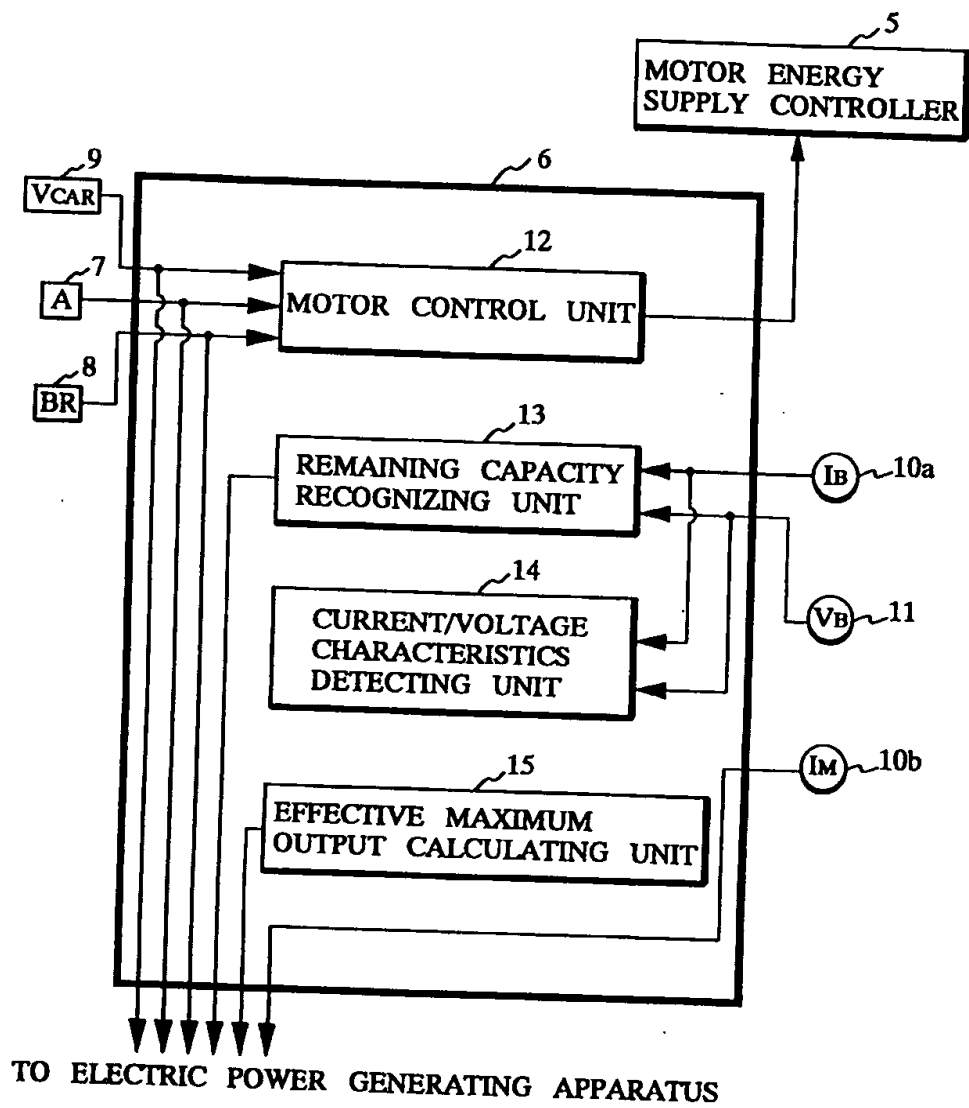 5
MOTOR ENERGY
SUPPLY CONTROLLER
9
VCAR
6
7
A
12
MOTOR CONTROL UNIT
8
BR
13
REMAINING CAPACITY
RECOGNIZING UNIT
IB
10a
14
CURRENT/VOLTAGE
CHARACTERISTICS
DETECTING UNIT
VB
11
15
EFFECTIVE MAXIMUM
OUTPUT CALCULATING UNIT
IM
10b
TO ELECTRIC POWER GENERATING APPARATUS